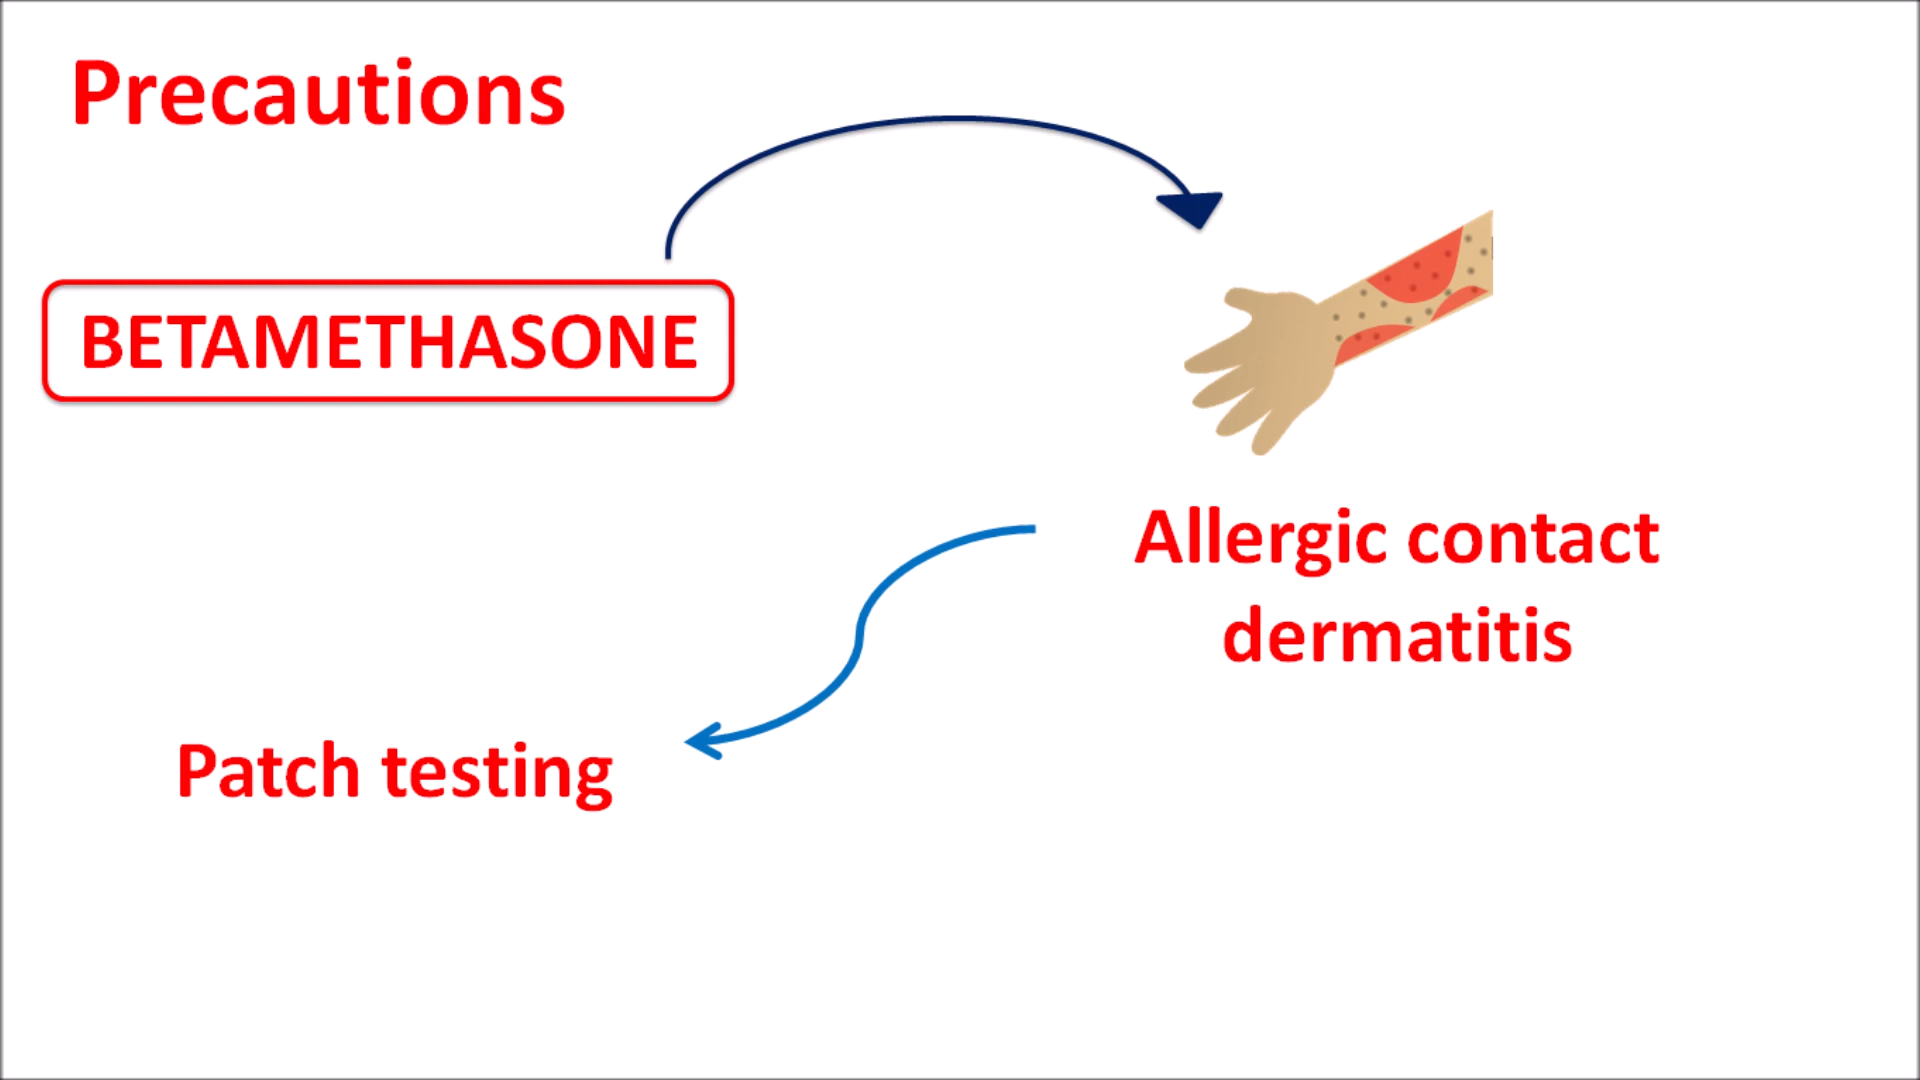 Precautions
BETAMETHASONE
Allergic contact
dermatitis
Patch testing